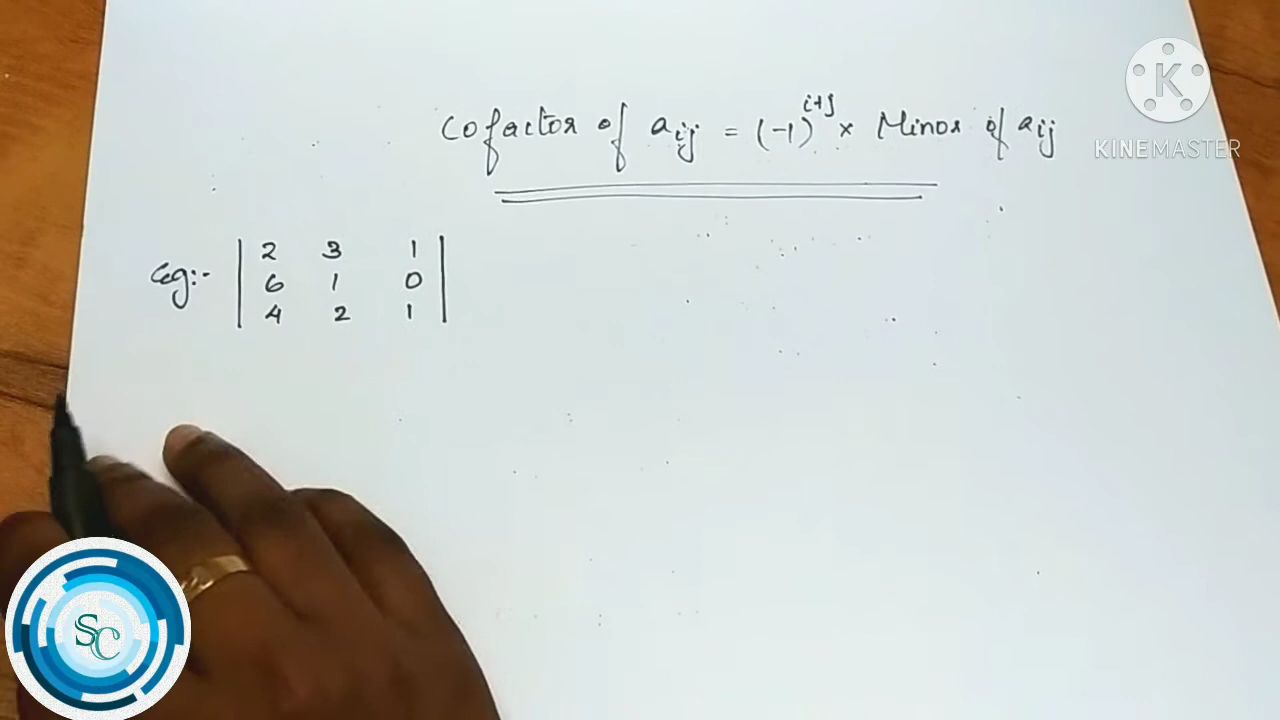 KINEMASTER
Cofactor of aij = (-1)^i+j × Minor of aij
Eg:- | 2 3 1 |
| 6 1 0 |
| 4 2 1 |
SC